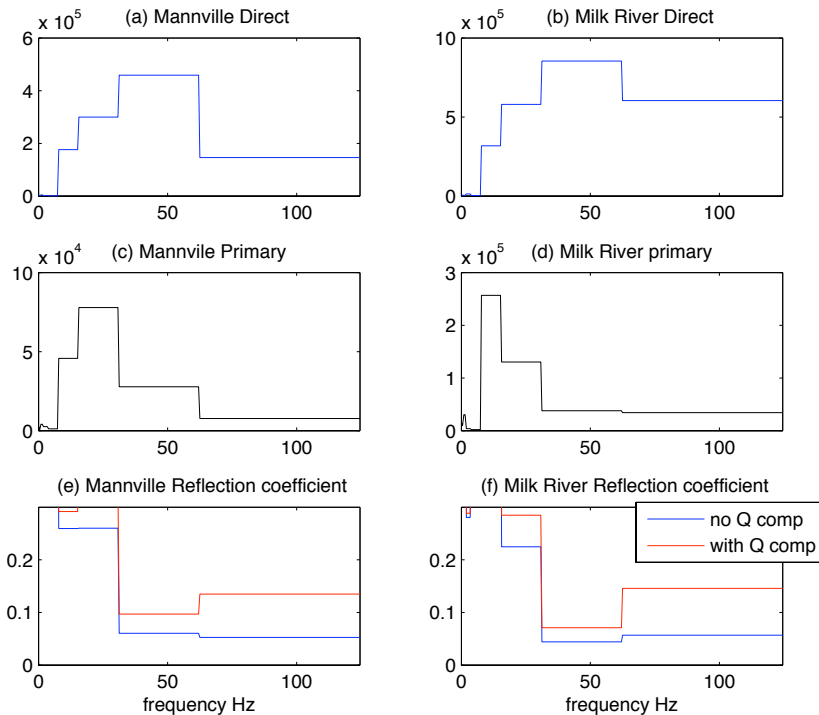 (a) Mannville Direct
x 10^5
6
4
2
0
0 50 100
(b) Milk River Direct
x 10^5
10
5
0
0 50 100
(c) Mannvile Primary
x 10^4
10
5
0
0 50 100
(d) Milk River primary
x 10^5
3
2
1
0
0 50 100
(e) Mannville Reflection coefficient
0.2
0.1
0
0 50 100
frequency Hz
(f) Milk River Reflection coefficient
no Q comp
with Q comp
0.2
0.1
0
0 50 100
frequency Hz